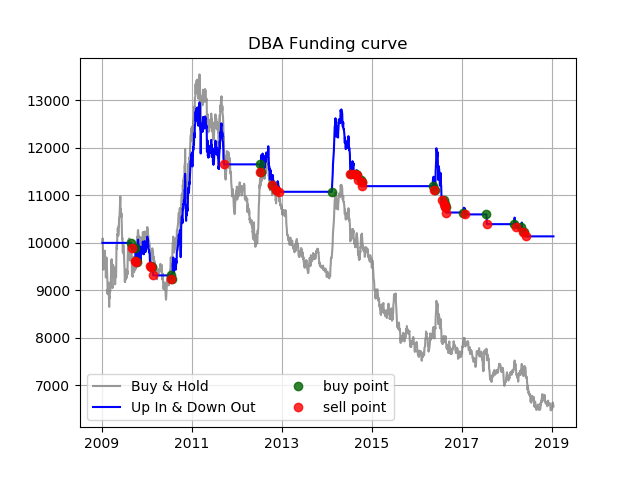 DBA Funding curve
13000
12000
11000
10000
9000
8000
7000
Buy & Hold
Up In & Down Out
buy point
sell point
2009 2011 2013 2015 2017 2019